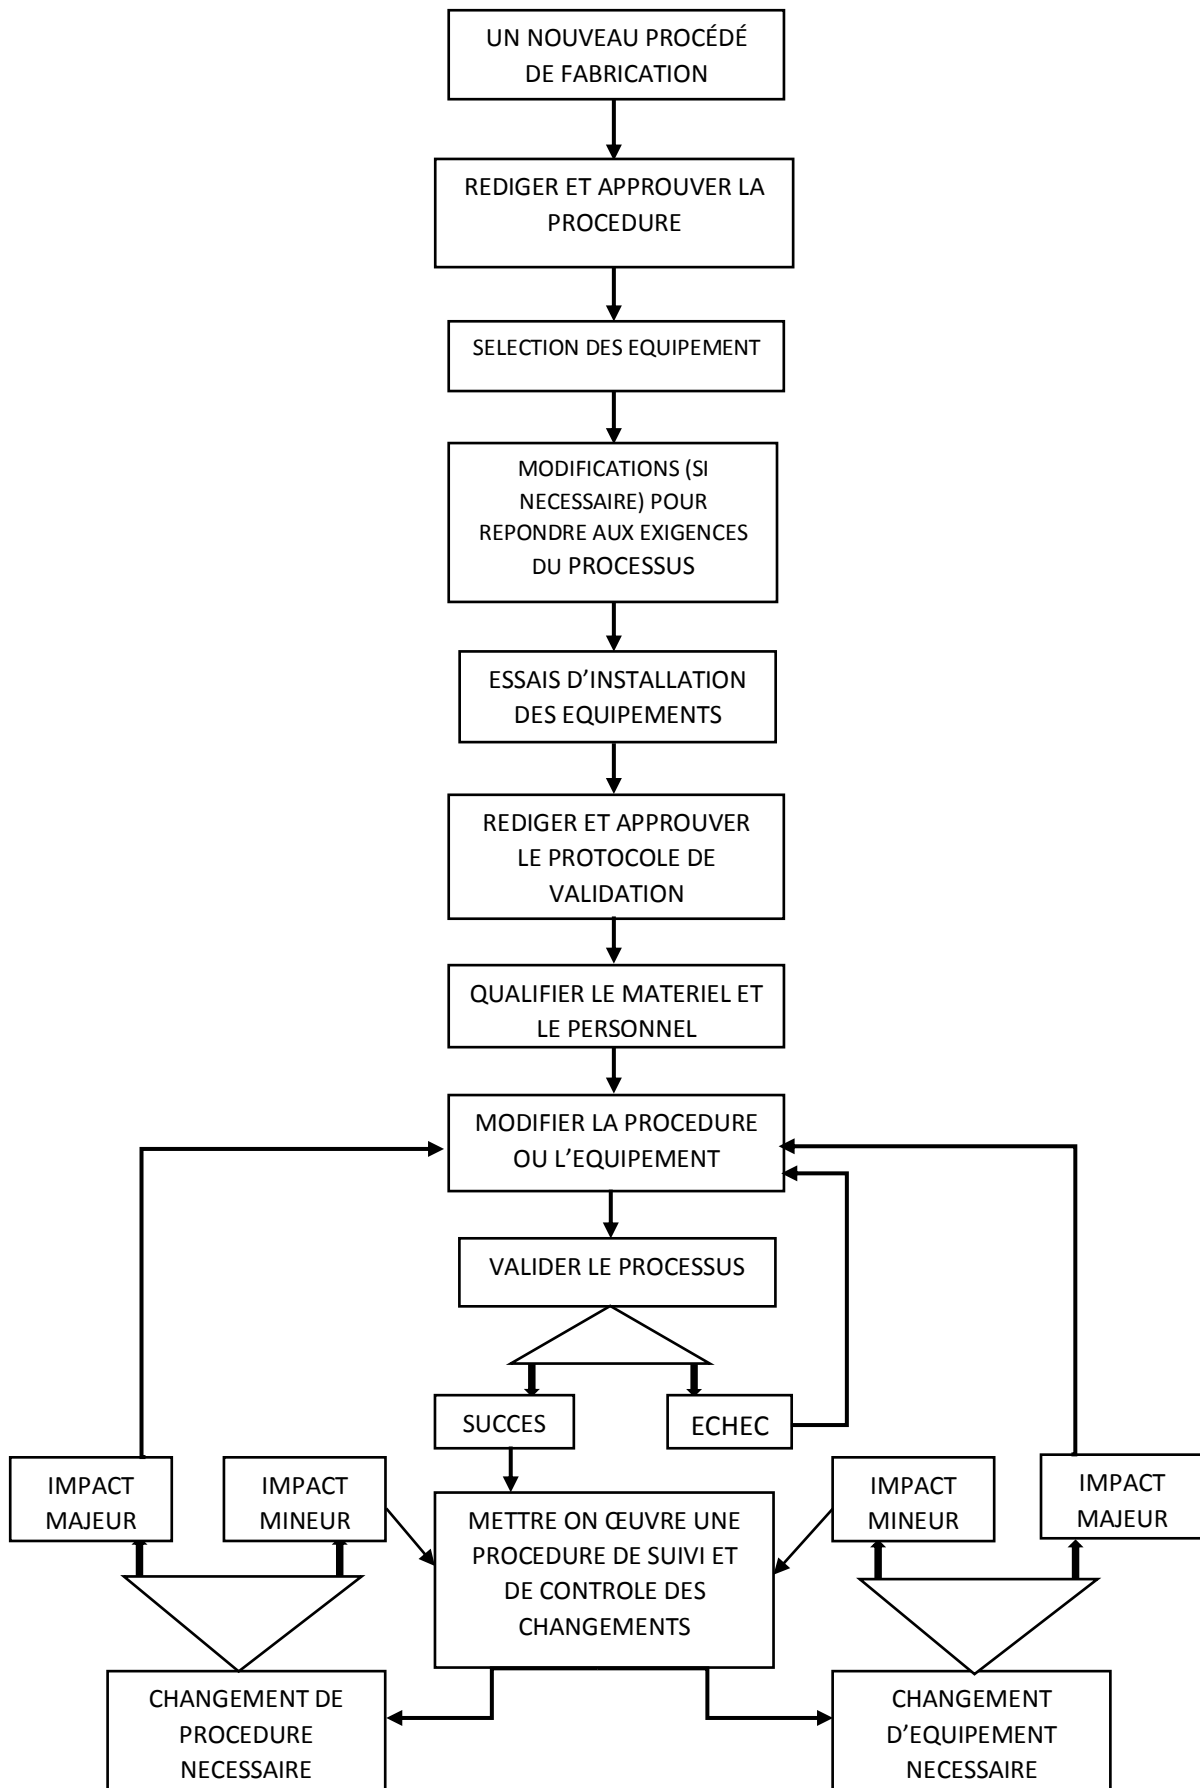 UN NOUVEAU PROCÉDÉ
DE FABRICATION
REDIGER ET APPROUVER LA
PROCEDURE
SELECTION DES EQUIPEMENT
MODIFICATIONS (SI
NECESSAIRE) POUR
REPONDRE AUX EXIGENCES
DU PROCESSUS
ESSAIS D’INSTALLATION
DES EQUIPEMENTS
REDIGER ET APPROUVER
LE PROTOCOLE DE
VALIDATION
QUALIFIER LE MATERIEL ET
LE PERSONNEL
MODIFIER LA PROCEDURE
OU L’EQUIPEMENT
VALIDER LE PROCESSUS
SUCCES
ECHEC
IMPACT
MAJEUR
IMPACT
MINEUR
METTRE ON ŒUVRE UNE
PROCEDURE DE SUIVI ET
DE CONTROLE DES
CHANGEMENTS
IMPACT
MINEUR
IMPACT
MAJEUR
CHANGEMENT DE
PROCEDURE
NECESSAIRE
CHANGEMENT
D’EQUIPEMENT
NECESSAIRE